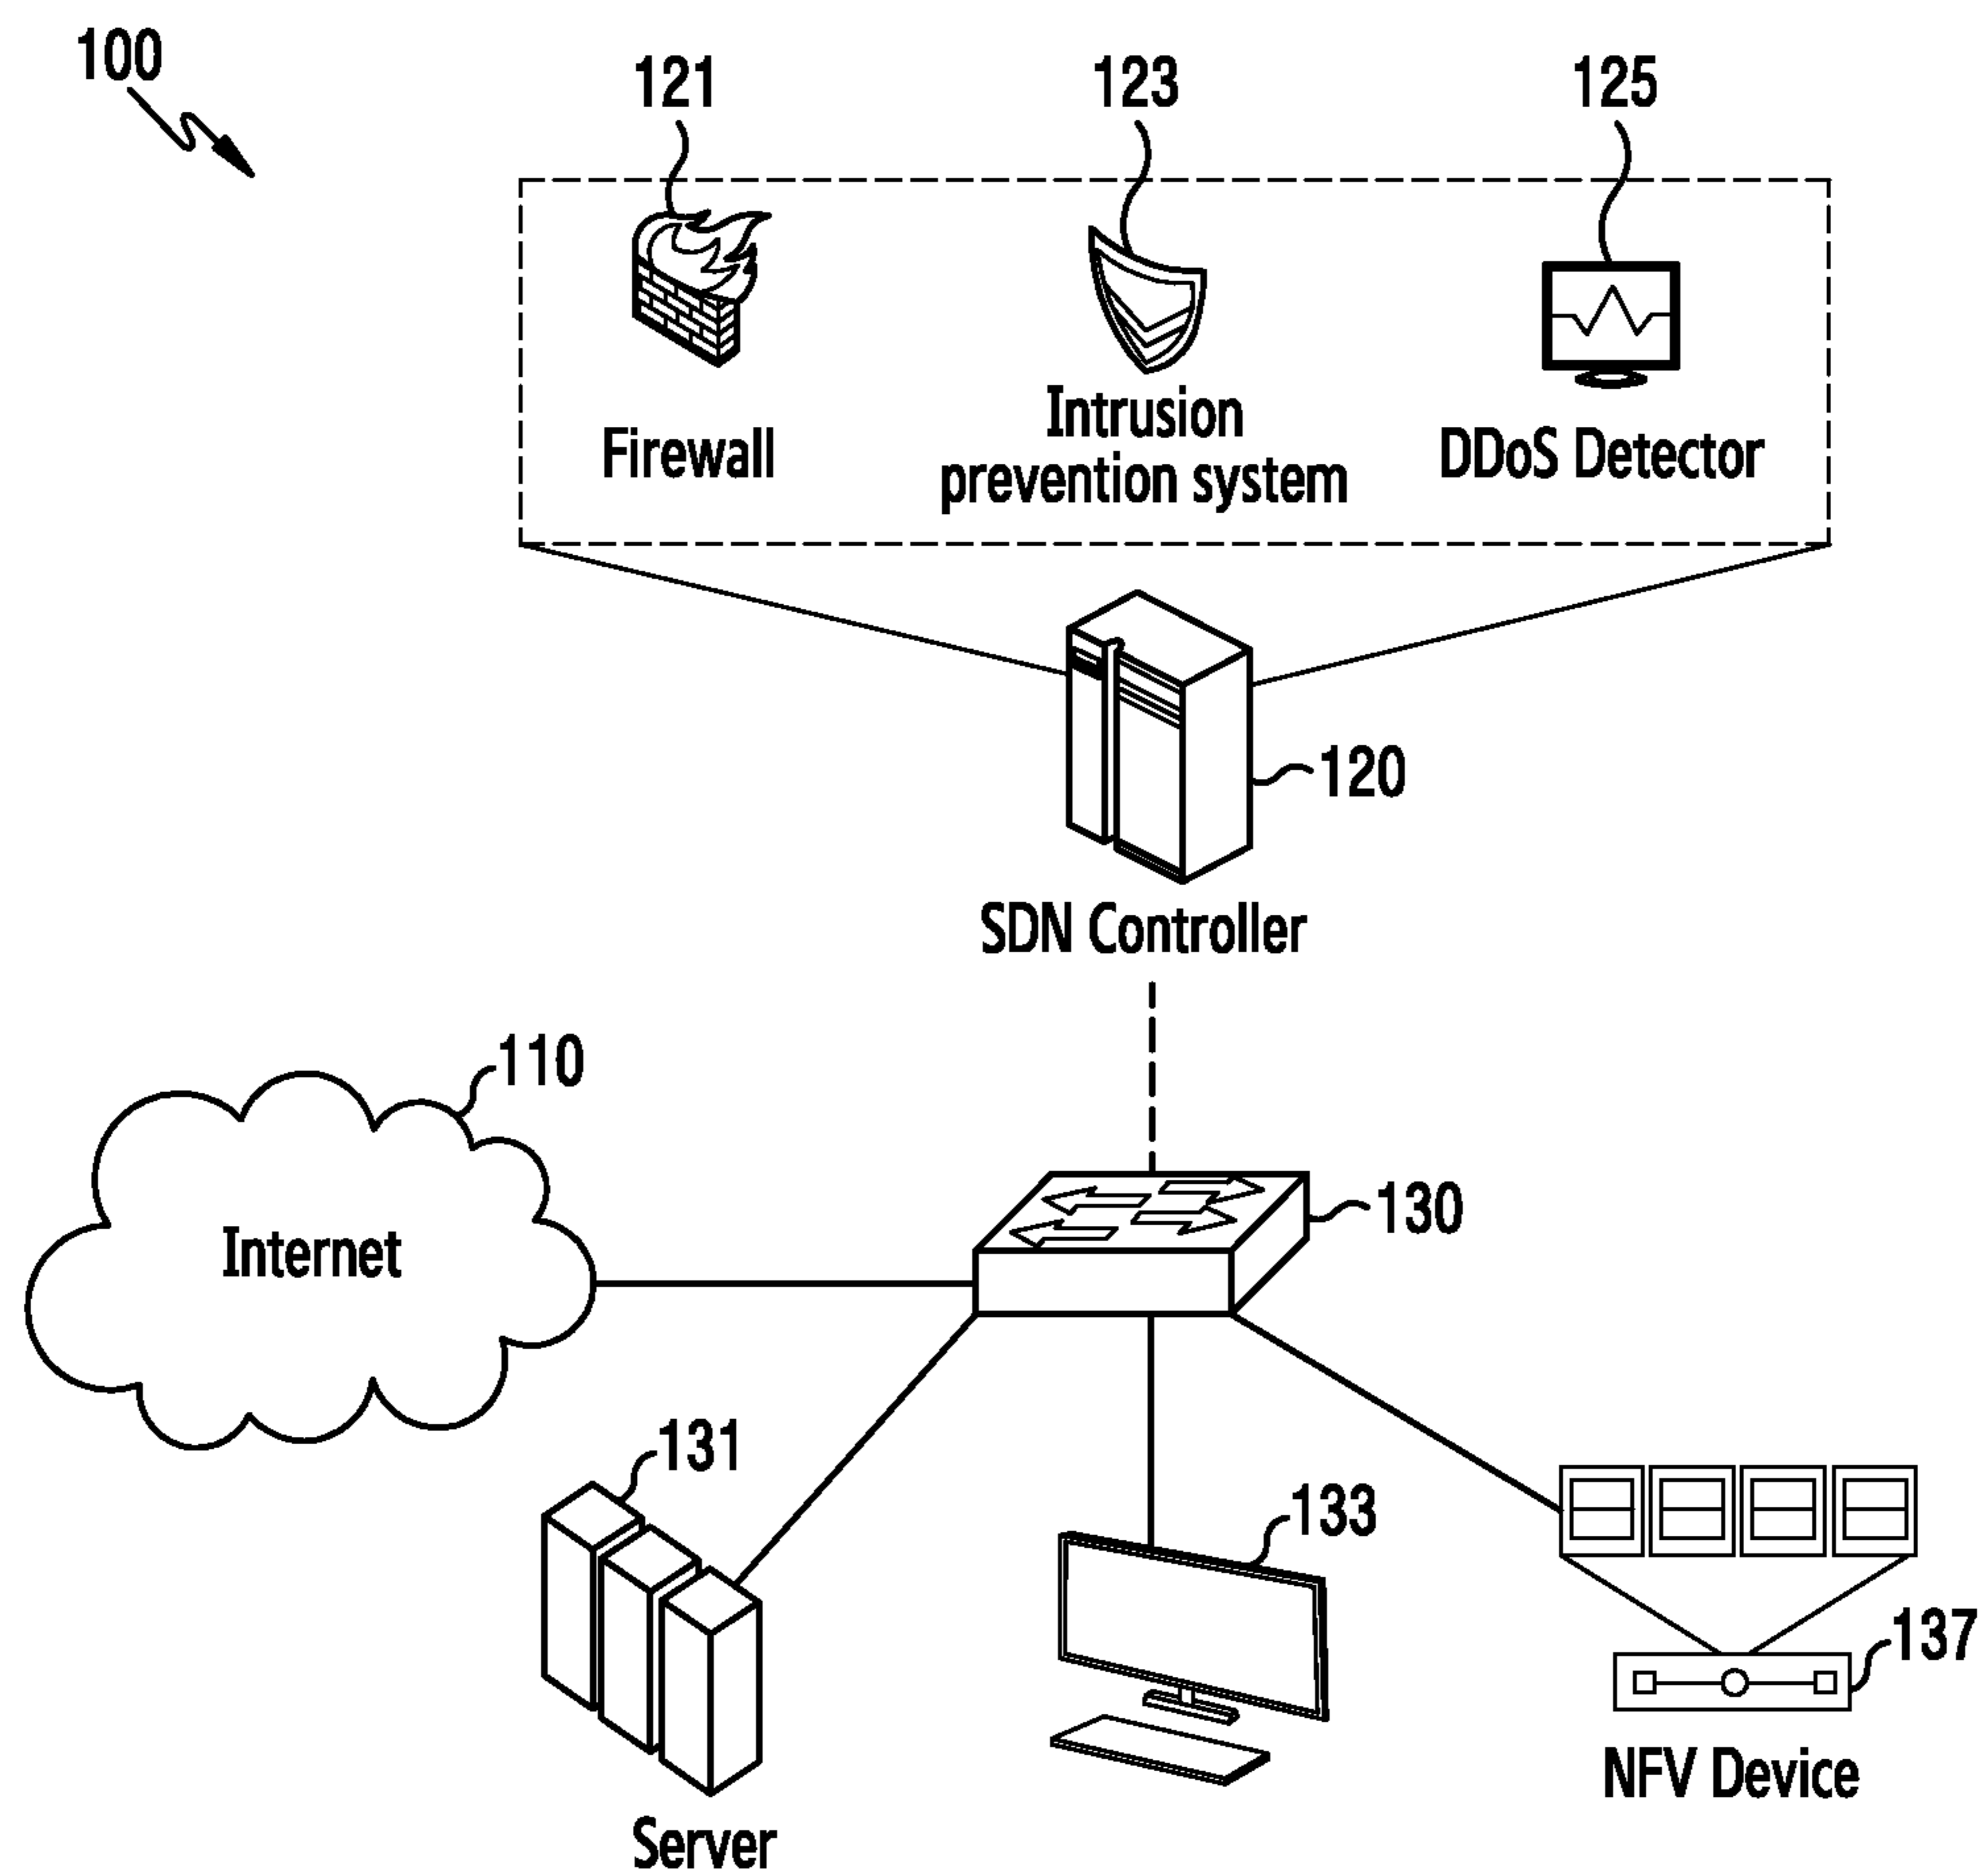 100
121
123
125
Firewall
Intrusion
prevention system
DDoS Detector
120
SDN Controller
110
Internet
130
131
133
137
Server
NFV Device